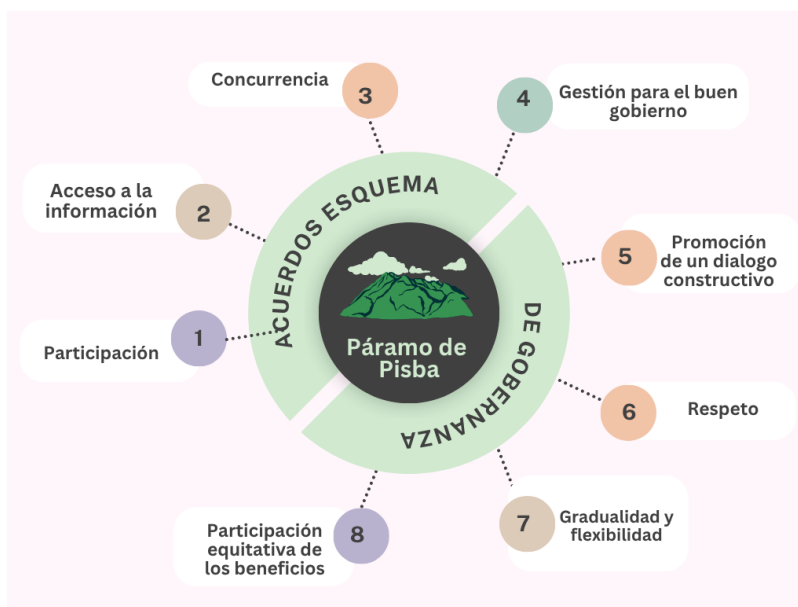 ACUERDOS ESQUEMA
DE GOBERNANZA
Páramo de
Pisba
1
Participación
2
Acceso a la
información
3
Concurrencia
4
Gestión para el buen
gobierno
5
Promoción
de un dialogo
constructivo
6
Respeto
7
Gradualidad y
flexibilidad
8
Participación
equitativa de
los beneficios